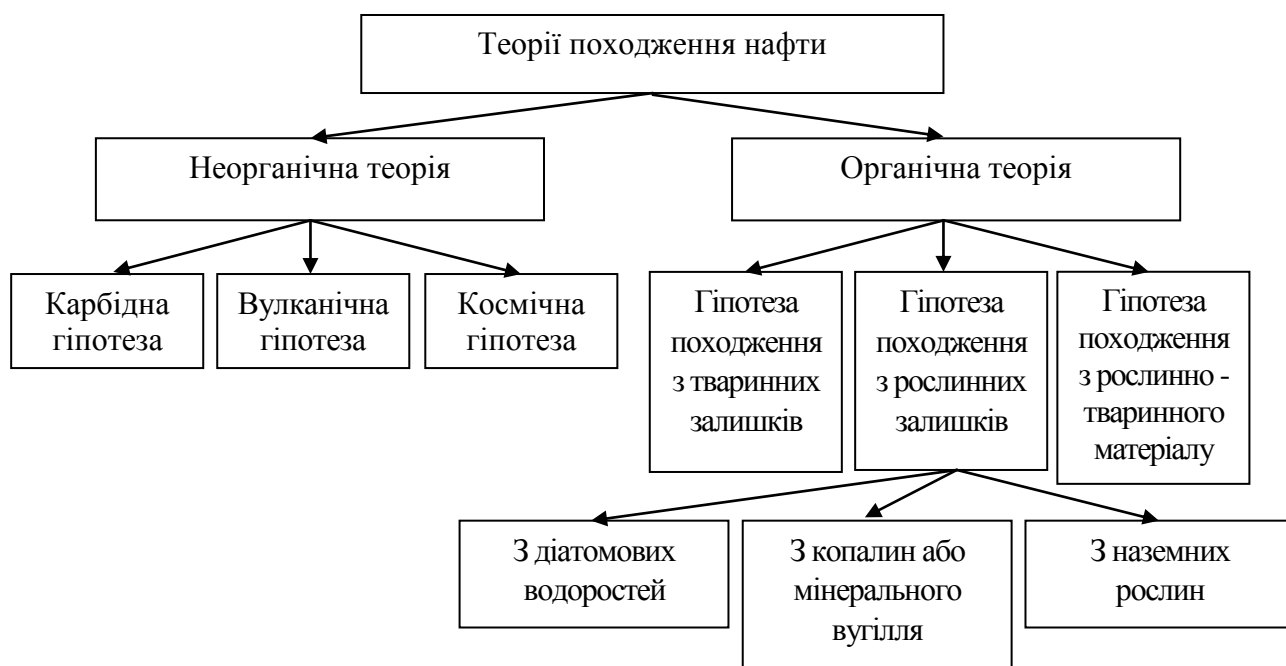 Теорії походження нафти
Неорганічна теорія
Органічна теорія
Карбідна
гіпотеза
Вулканічна
гіпотеза
Космічна
гіпотеза
Гіпотеза
походження
з тваринних
залишків
Гіпотеза
походження
з рослинних
залишків
Гіпотеза
походження
з рослинно -
тваринного
матеріалу
З діатомових
водоростей
З копалин або
мінерального
вугілля
З наземних
рослин